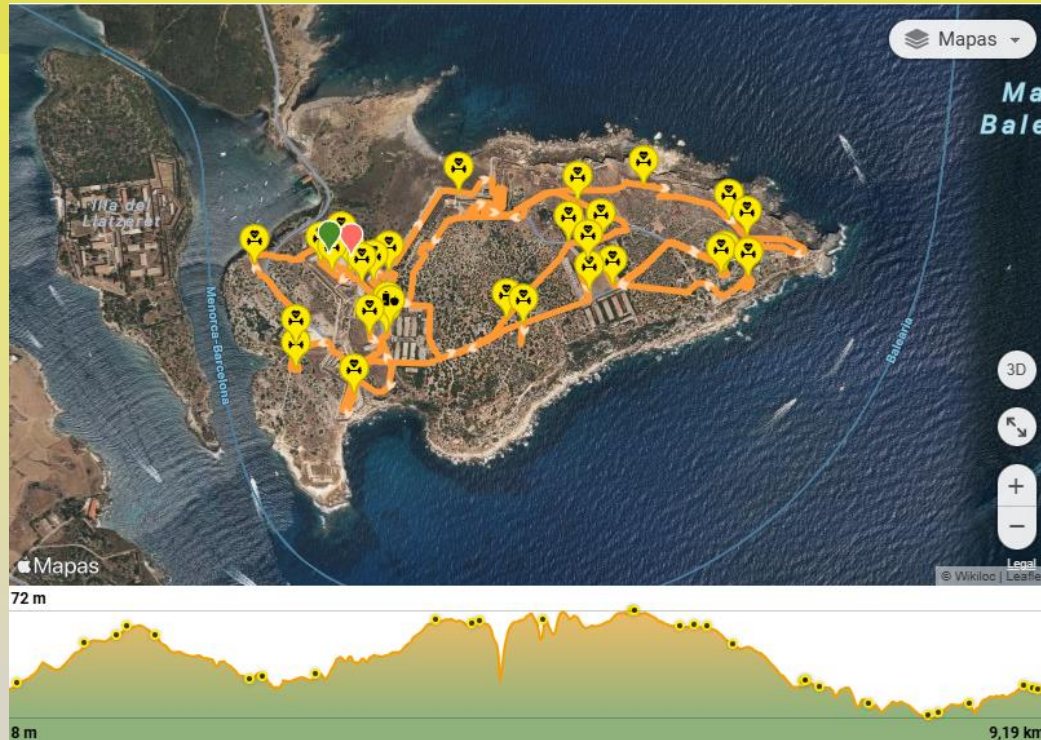 Mapas
Ma
Bale
Illa del
Llatzeret
Menorca-Barcelona
Balearia
3D
+
−
Mapas
Legal
© Wikiloc | Leafle
72 m
8 m
9,19 km